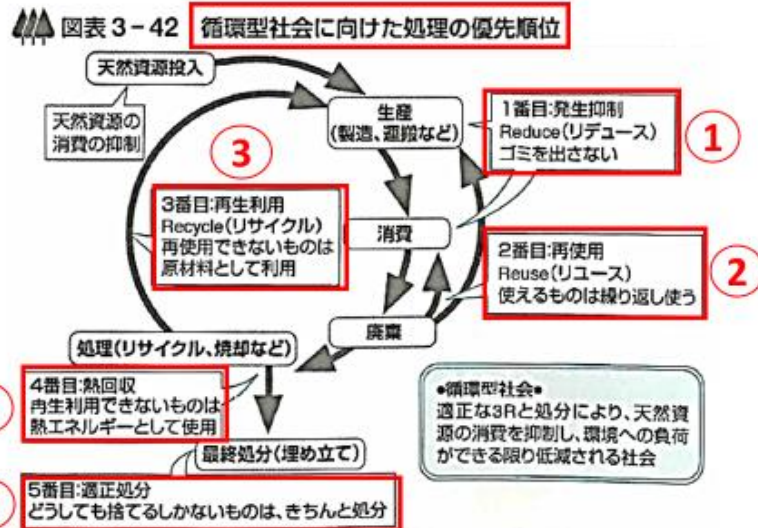 図表3-42 循環型社会に向けた処理の優先順位
天然資源投入
天然資源の
消費の抑制
生産
(製造、運搬など)
1番目:発生抑制
Reduce(リデュース)
ゴミを出さない
①
③
3番目:再生利用
Recycle(リサイクル)
再使用できないものは
原材料として利用
消費
2番目:再使用
Reuse(リユース)
使えるものは繰り返し使う
②
廃棄
処理(リサイクル、焼却など)
4番目:熱回収
再生利用できないものは
熱エネルギーとして使用
●循環型社会●
適正な3Rと処分により、天然資
源の消費を抑制し、環境への負荷
ができる限り低減される社会
最終処分(埋め立て)
5番目:適正処分
どうしても捨てるしかないものは、きちんと処分